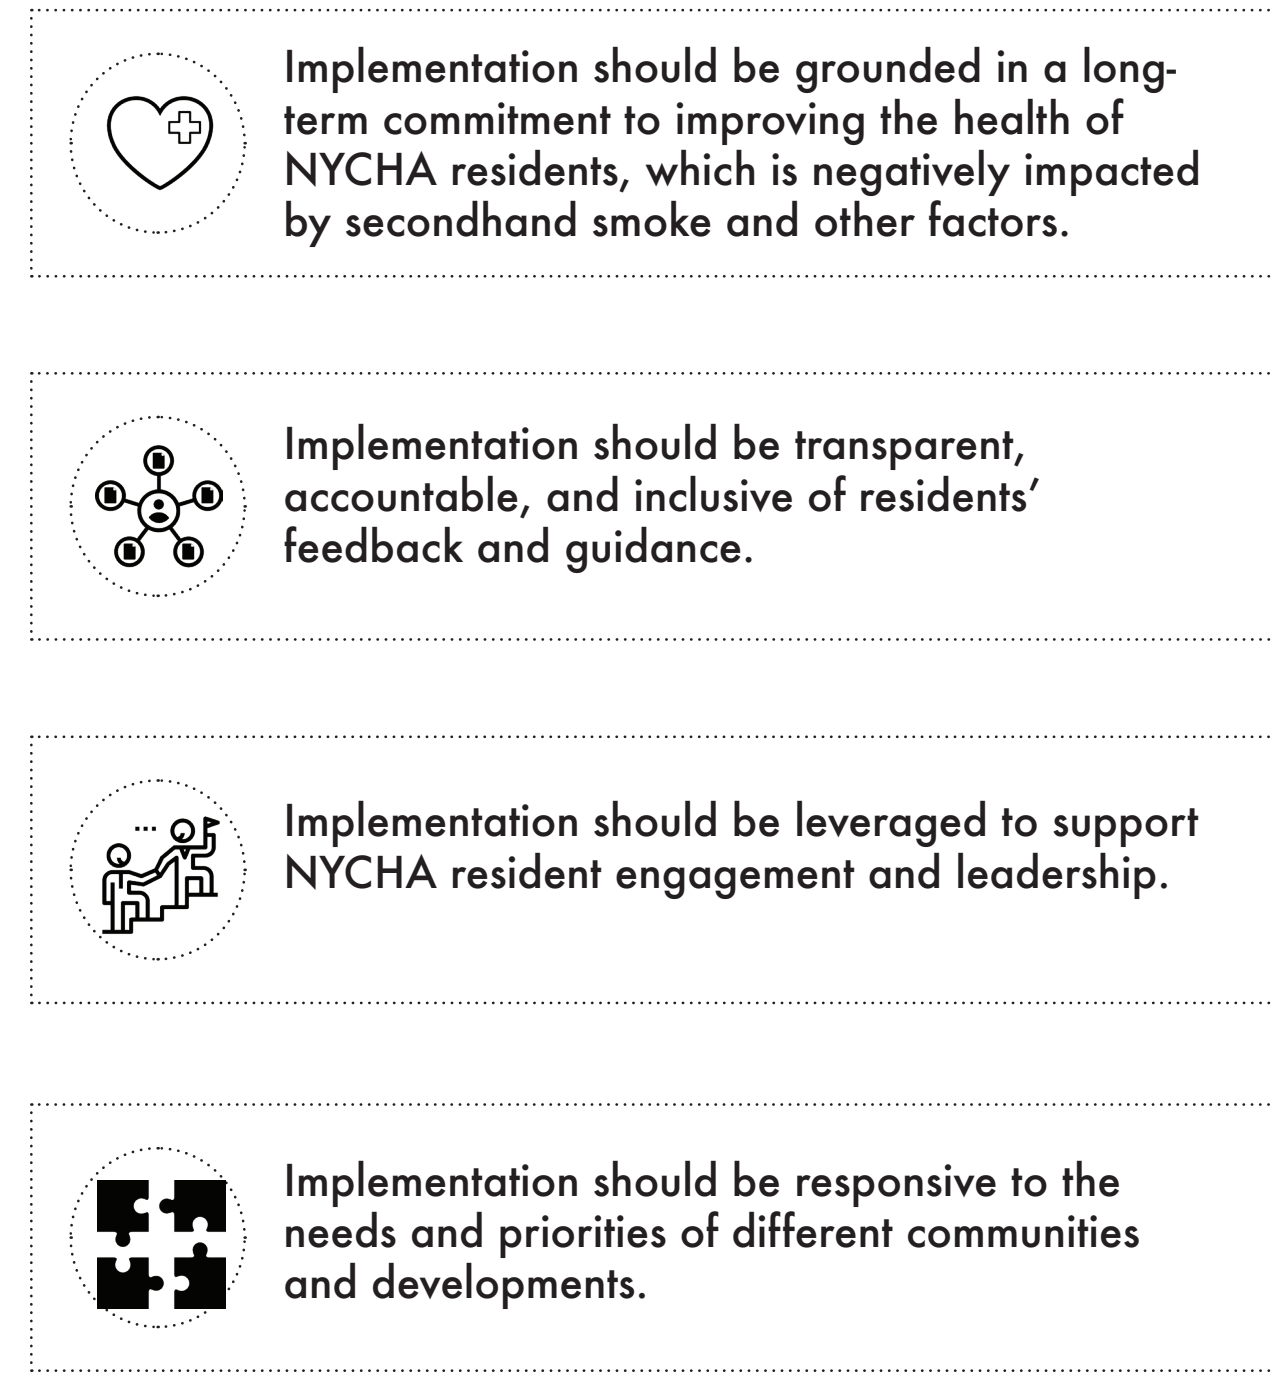 Implementation should be grounded in a long-
term commitment to improving the health of
NYCHA residents, which is negatively impacted
by secondhand smoke and other factors.
Implementation should be transparent,
accountable, and inclusive of residents’
feedback and guidance.
Implementation should be leveraged to support
NYCHA resident engagement and leadership.
Implementation should be responsive to the
needs and priorities of different communities
and developments.